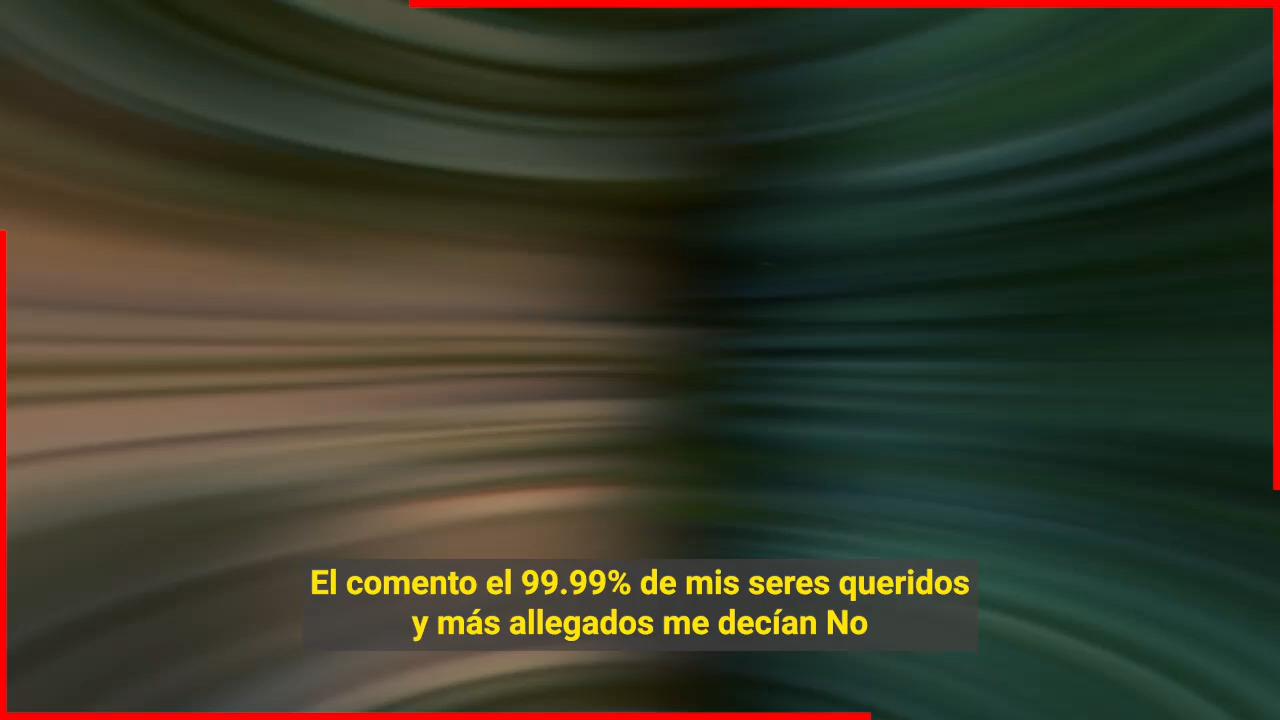 El comento el 99.99% de mis seres queridos
y más allegados me decían No